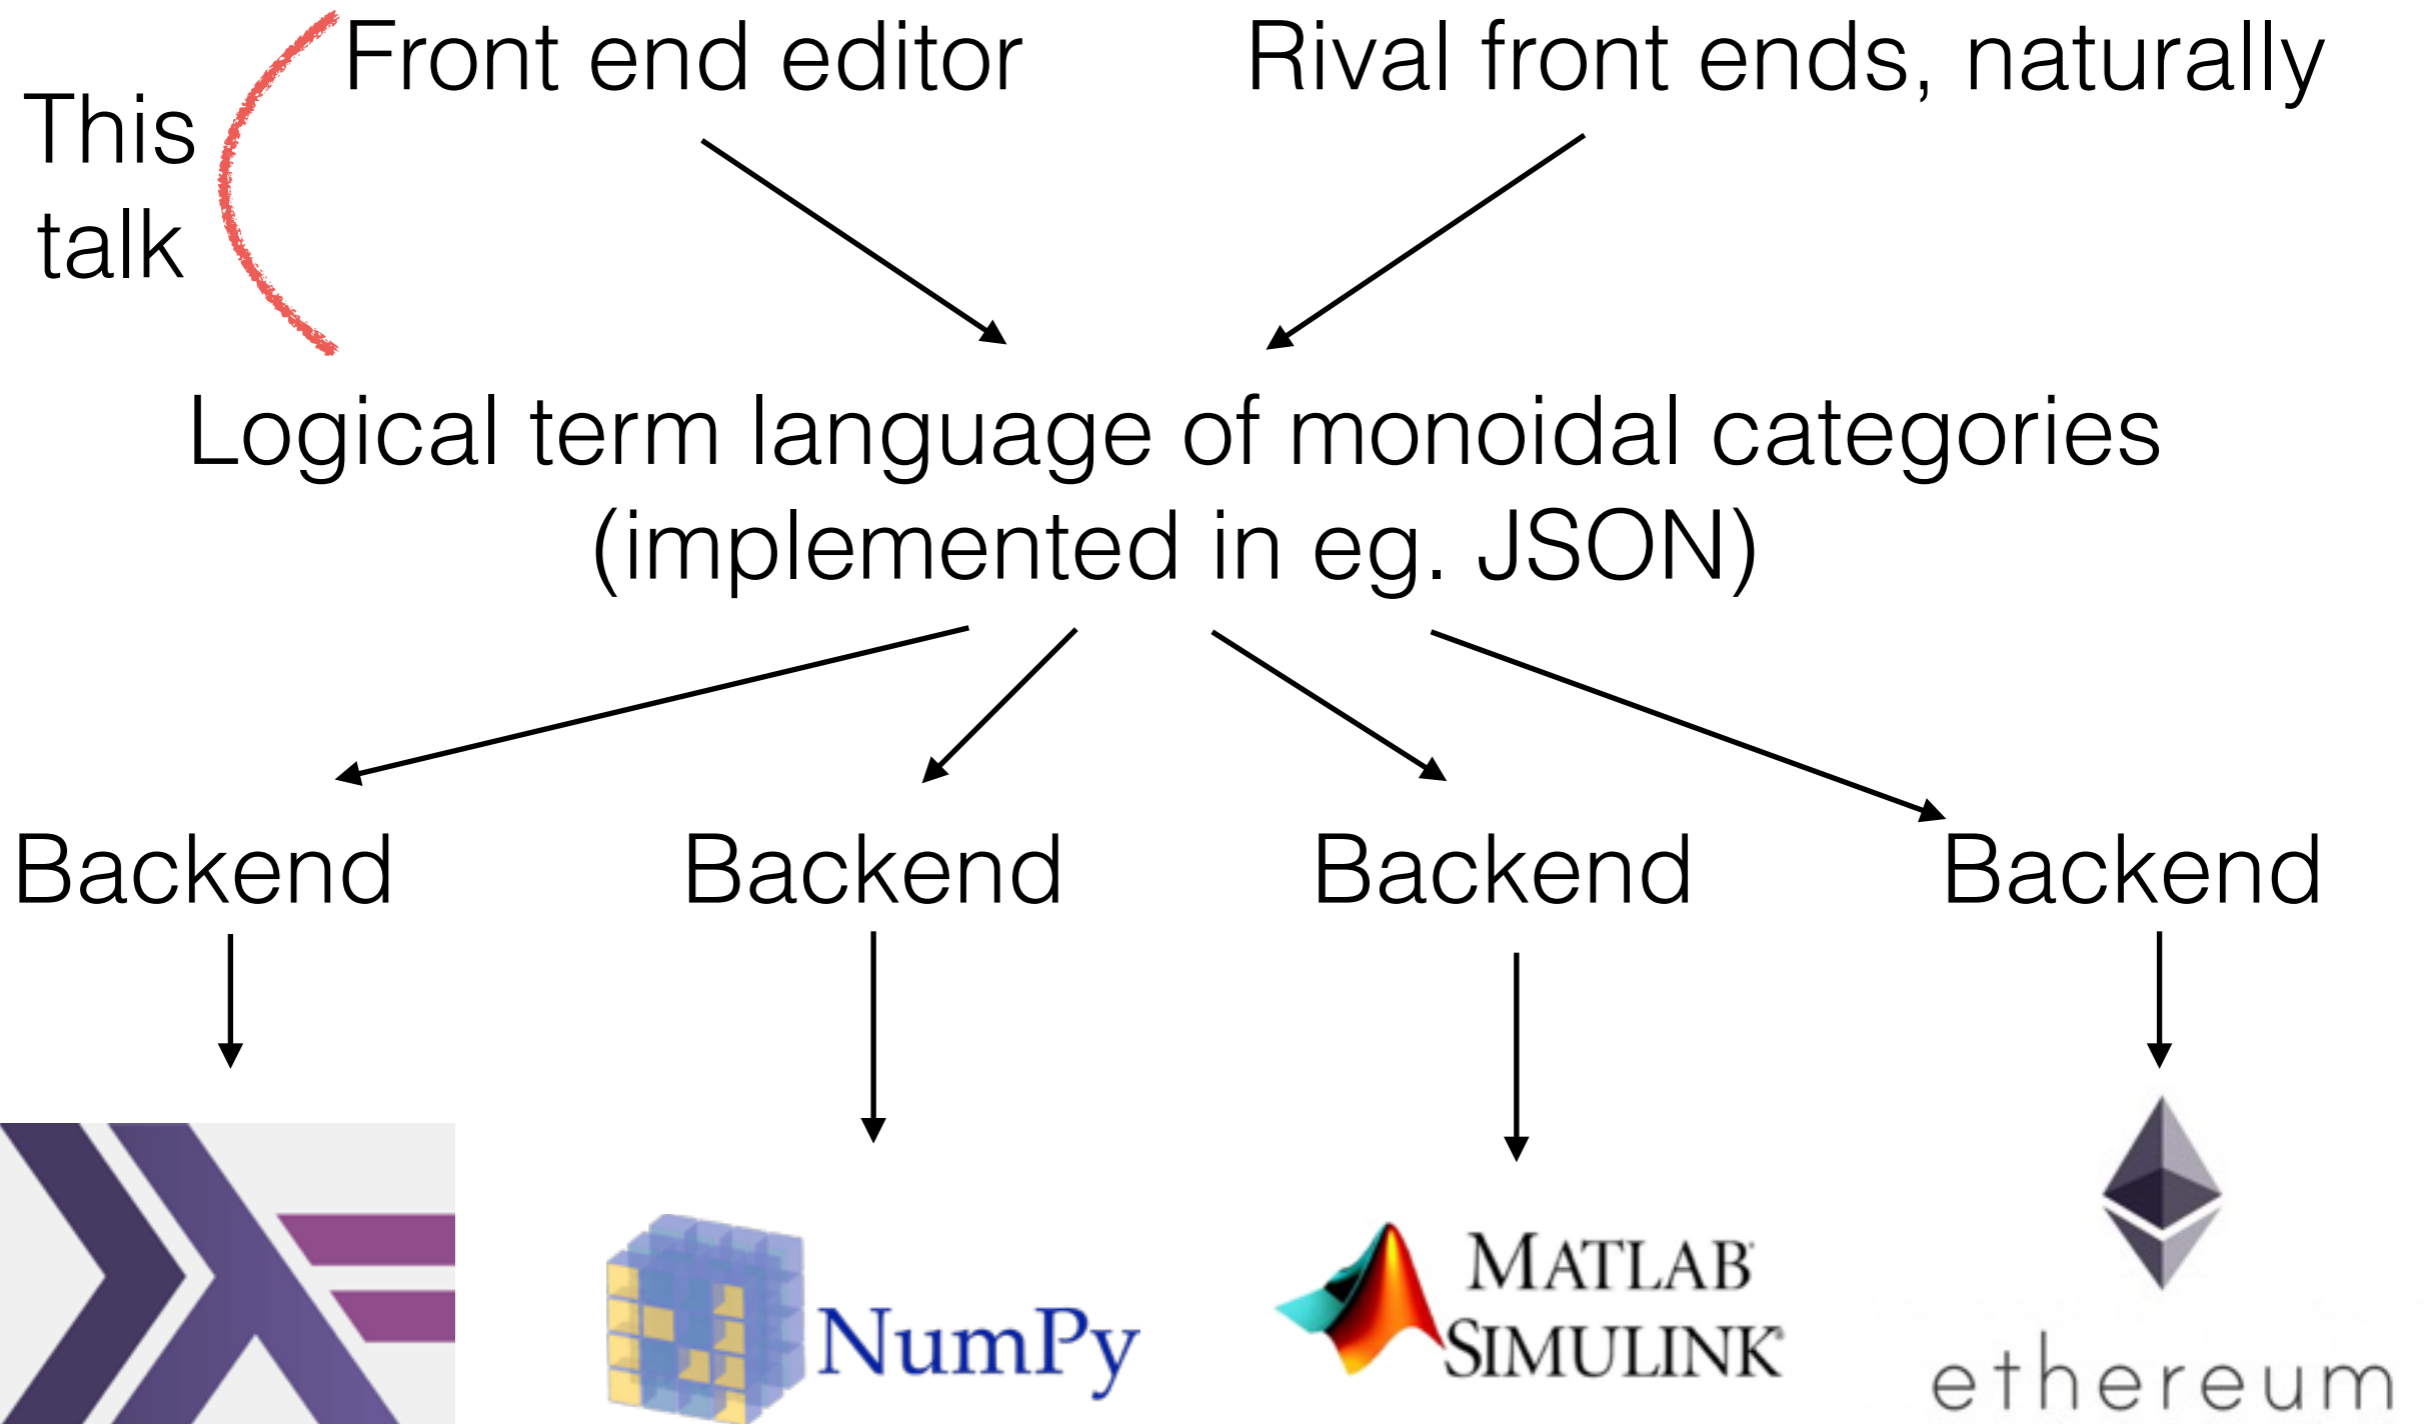 Front end editor
Rival front ends, naturally
This
talk
Logical term language of monoidal categories
(implemented in eg. JSON)
Backend
Backend
Backend
Backend
NumPy
MATLAB
SIMULINK
ethereum